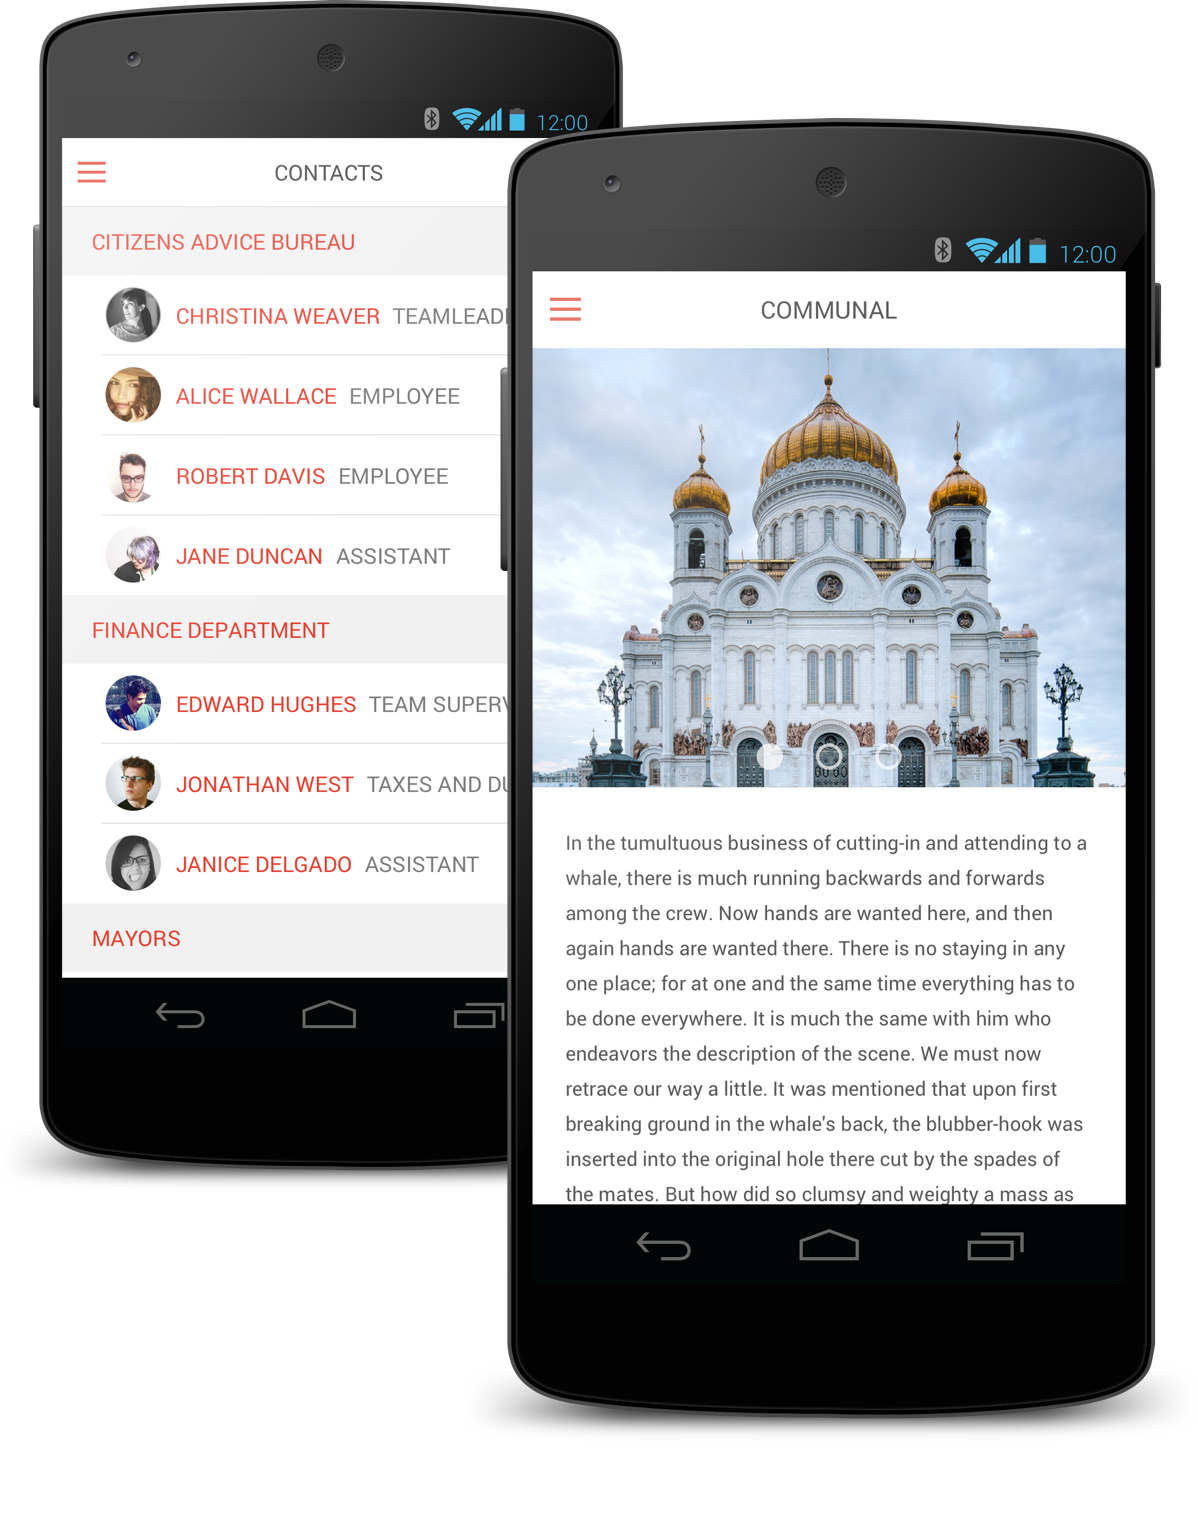 12:00
CONTACTS
CITIZENS ADVICE BUREAU
CHRISTINA WEAVER TEAMLEAD
ALICE WALLACE EMPLOYEE
ROBERT DAVIS EMPLOYEE
JANE DUNCAN ASSISTANT
FINANCE DEPARTMENT
EDWARD HUGHES TEAM SUPERV
JONATHAN WEST TAXES AND DU
JANICE DELGADO ASSISTANT
MAYORS
12:00
COMMUNAL
In the tumultuous business of cutting-in and attending to a
whale, there is much running backwards and forwards
among the crew. Now hands are wanted here, and then
again hands are wanted there. There is no staying in any
one place; for at one and the same time everything has to
be done everywhere. It is much the same with him who
endeavors the description of the scene. We must now
retrace our way a little. It was mentioned that upon first
breaking ground in the whale's back, the blubber-hook was
inserted into the original hole there cut by the spades of
the mates. But how did so clumsy and weighty a mass as